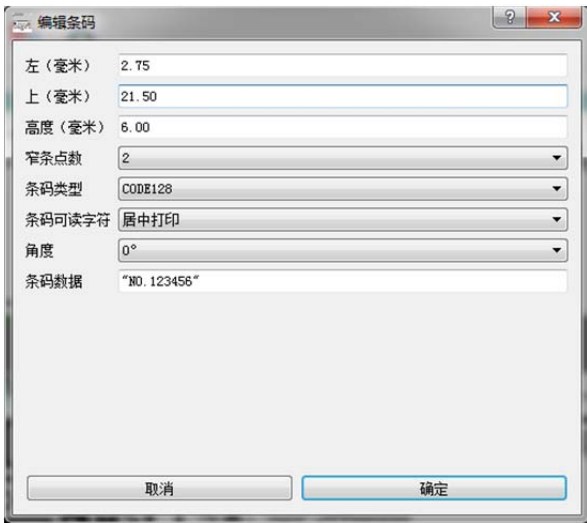 编辑条码
左（毫米） 2.75
上（毫米） 21.50
高度（毫米） 6.00
窄条点数 2
条码类型 CODE128
条码可读字符 居中打印
角度 0°
条码数据 "NO.123456"
取消 确定